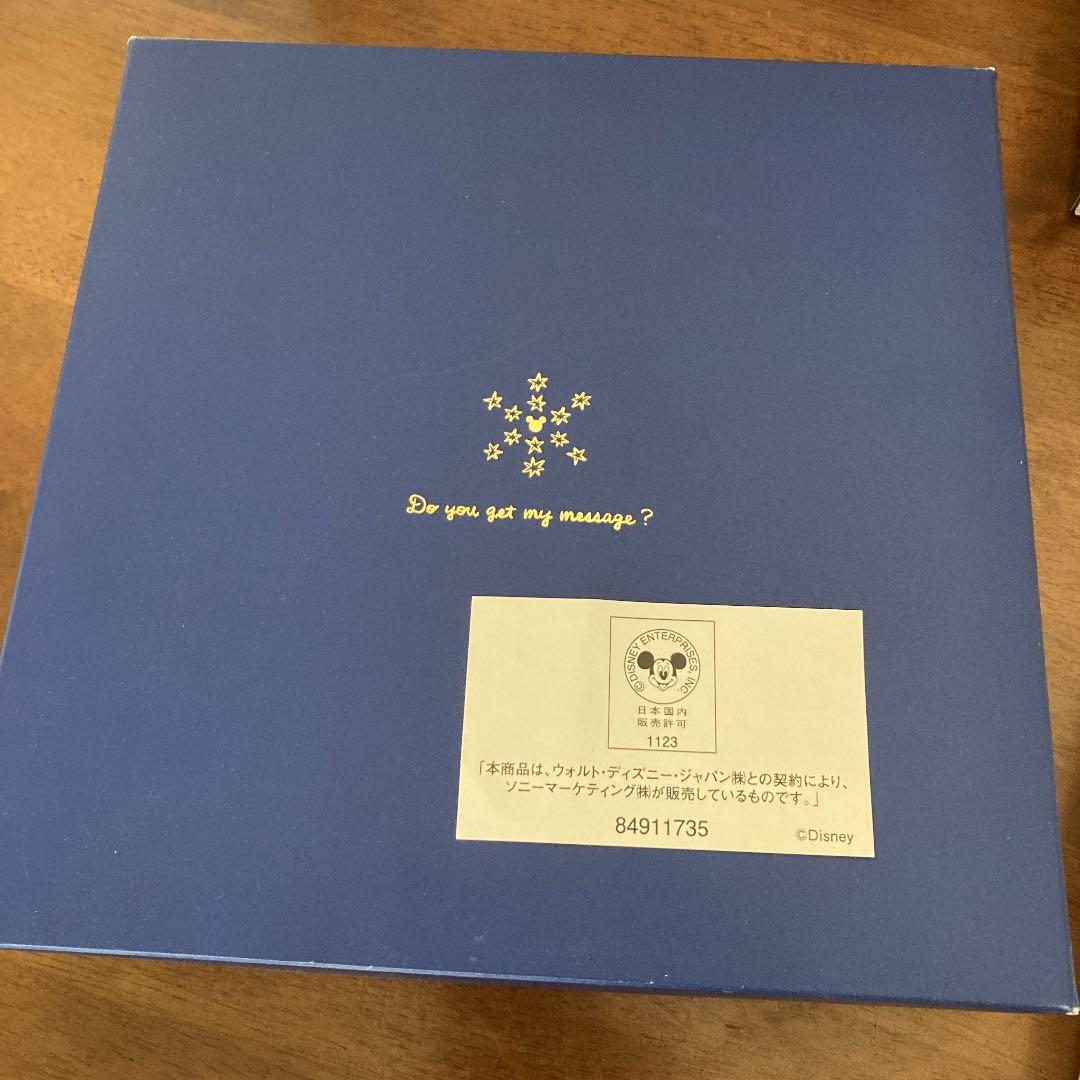 Do you get my message?
©DISNEY ENTERPRISES, INC.
日本国内
販売許可
1123
「本商品は、ウォルト・ディズニー・ジャパン㈱との契約により、
ソニーマーケティング㈱が販売しているものです。」
84911735
©Disney